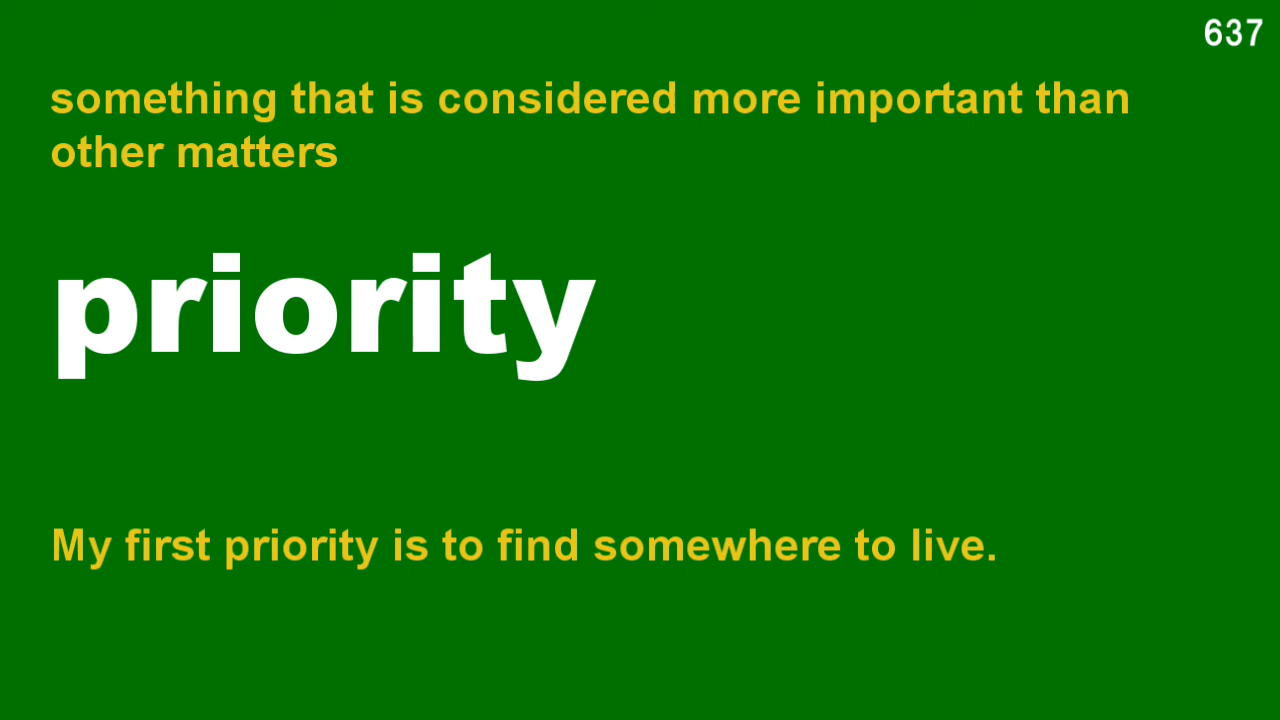 637
something that is considered more important than
other matters
priority
My first priority is to find somewhere to live.